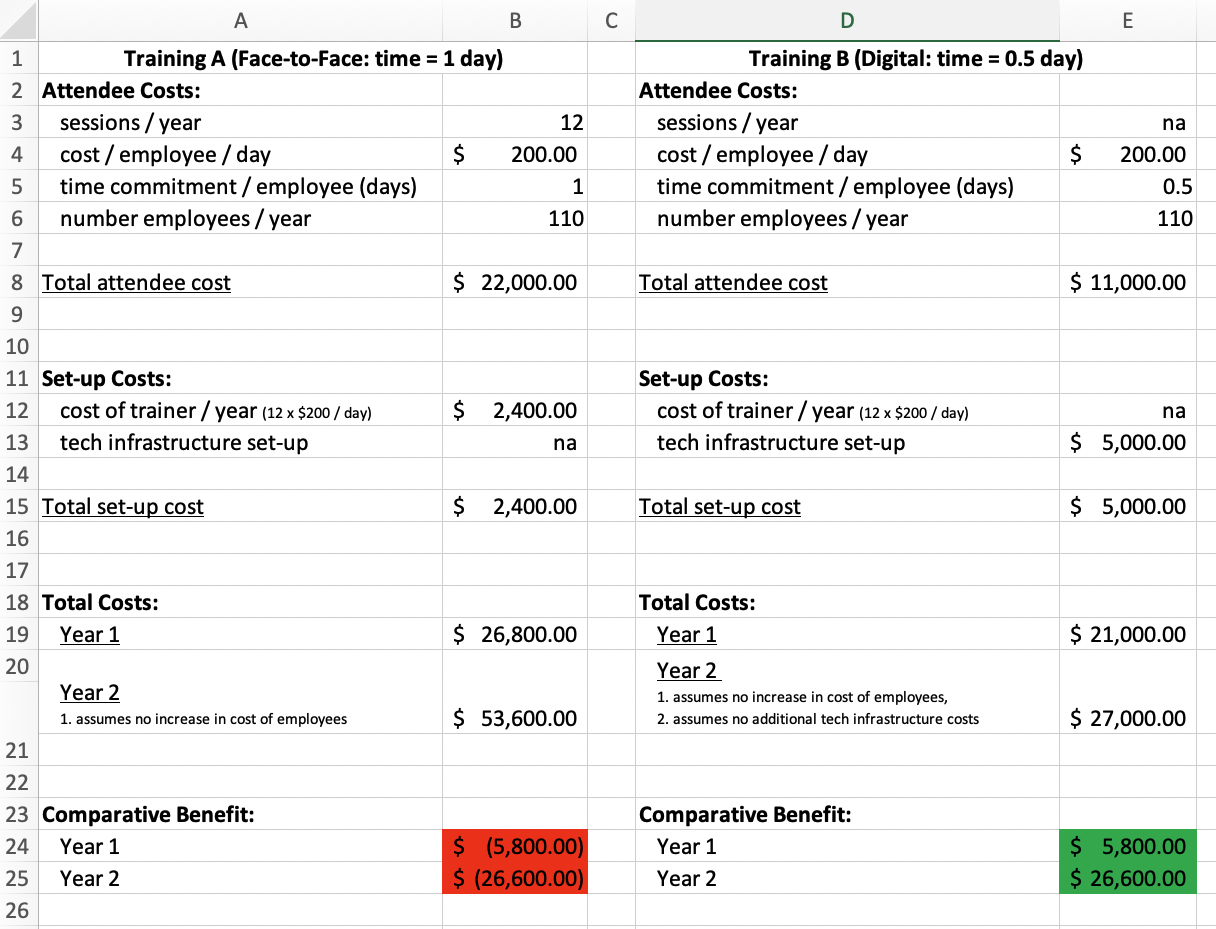 A B C D E
1 Training A (Face-to-Face: time = 1 day) Training B (Digital: time = 0.5 day)
2 Attendee Costs: Attendee Costs:
3 sessions / year 12 sessions / year na
4 cost / employee / day $ 200.00 cost / employee / day $ 200.00
5 time commitment / employee (days) 1 time commitment / employee (days) 0.5
6 number employees / year 110 number employees / year 110
7
8 Total attendee cost $ 22,000.00 Total attendee cost $ 11,000.00
9
10
11 Set-up Costs: Set-up Costs:
12 cost of trainer / year (12 x $200 / day) $ 2,400.00 cost of trainer / year (12 x $200 / day) na
13 tech infrastructure set-up na tech infrastructure set-up $ 5,000.00
14
15 Total set-up cost $ 2,400.00 Total set-up cost $ 5,000.00
16
17
18 Total Costs: Total Costs:
19 Year 1 $ 26,800.00 Year 1 $ 21,000.00
20 Year 2
Year 2 1. assumes no increase in cost of employees,
1. assumes no increase in cost of employees $ 53,600.00 2. assumes no additional tech infrastructure costs $ 27,000.00
21
22
23 Comparative Benefit: Comparative Benefit:
24 Year 1 $ (5,800.00) Year 1 $ 5,800.00
25 Year 2 $ (26,600.00) Year 2 $ 26,600.00
26